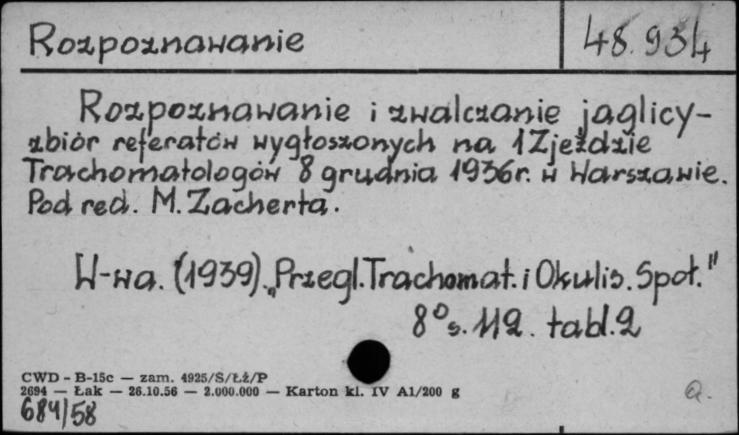 Rozpoznawanie
48.934
Rozpoznawanie i zwalczanie jaglicy-
zbiór referatów wygłoszonych na 1 Zjeździe
Trachomatologów 8 grudnia 1936r. w Warszawie.
Pod red. M. Zacherta.
W-wa. (1939). „Przegl. Trachomat. i Okulis. Społ."
8° s. 112. tabl. 2
CWD - B-15c — zam. 4925/S/Łź/P
2694 — Łak — 26.10.56 — 2.000.000 — Karton kl. IV A1/200 g
684/58
Q.